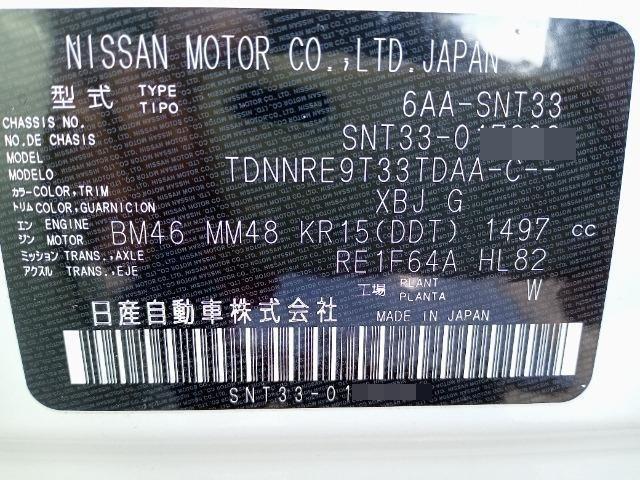 NISSAN MOTOR CO.,LTD.JAPAN
型式 TYPE TIPO 6AA-SNT33
CHASSIS NO. NO.DE CHASIS SNT33-01
MODEL MODELO TDNNRE9T33TDAA-C--
カラー COLOR,TRIM トリム COLOR,GUARNICION XBJ G
エンジン ENGINE MOTOR BM46 MM48 KR15(DDT) 1497 cc
ミッション TRANS.,AXLE アクスル TRANS.,EJE RE1F64A HL82
工場 PLANT PLANTA W
日産自動車株式会社 MADE IN JAPAN
SNT33-01